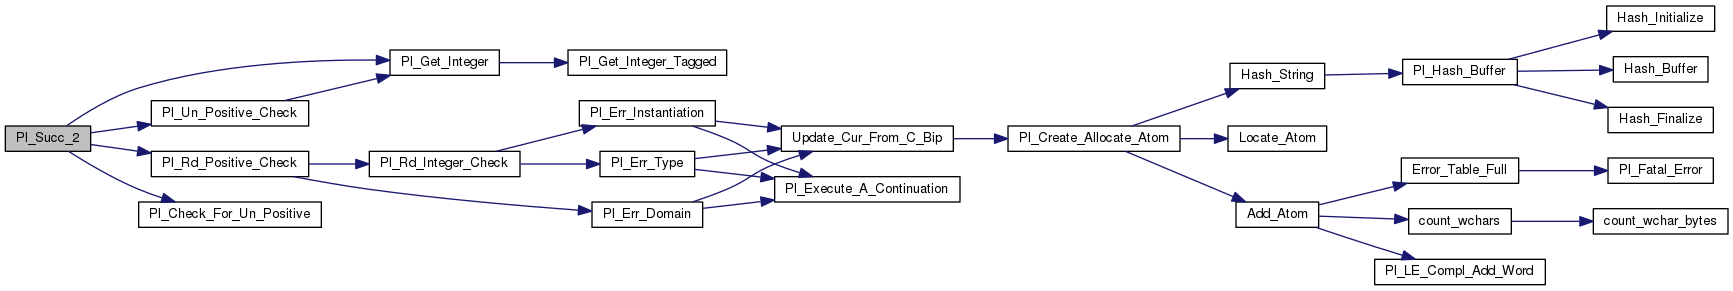 Pl_Succ_2
Pl_Get_Integer
Pl_Get_Integer_Tagged
Pl_Un_Positive_Check
Pl_Rd_Positive_Check
Pl_Check_For_Un_Positive
Pl_Rd_Integer_Check
Pl_Err_Instantiation
Pl_Err_Type
Pl_Err_Domain
Update_Cur_From_C_Bip
Pl_Execute_A_Continuation
Pl_Create_Allocate_Atom
Hash_String
Locate_Atom
Add_Atom
Pl_Hash_Buffer
Hash_Initialize
Hash_Buffer
Hash_Finalize
Error_Table_Full
Pl_Fatal_Error
count_wchars
count_wchar_bytes
Pl_LE_Compl_Add_Word